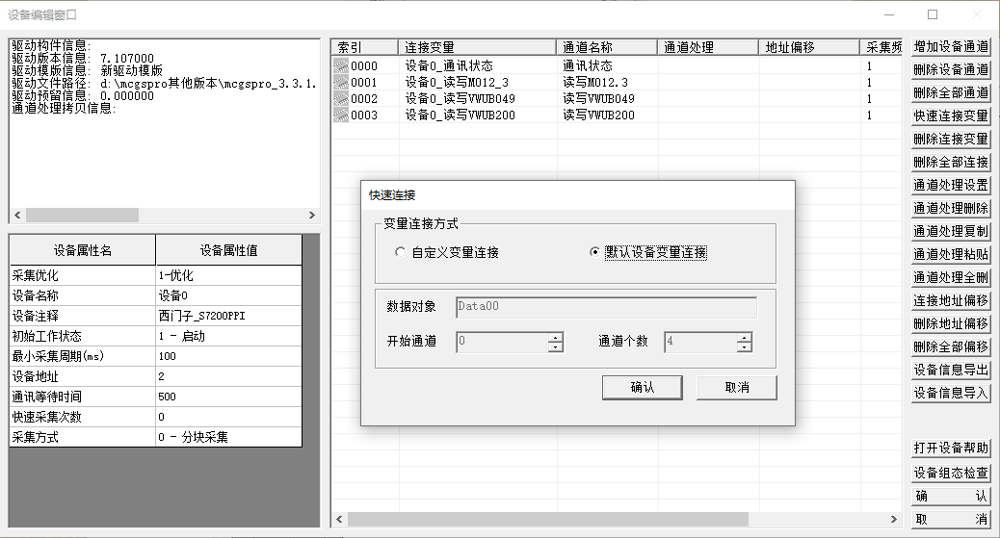 设备编辑窗口
驱动构件信息:
驱动版本信息: 7.107000
驱动模版信息: 新驱动模版
驱动文件路径: d:\mcgspro其他版本\mcgspro_3.3.1.
驱动预留信息: 0.000000
通道处理拷贝信息:
设备属性名 设备属性值
采集优化 1-优化
设备名称 设备0
设备注释 西门子_S7200PPI
初始工作状态 1 - 启动
最小采集周期(ms) 100
设备地址 2
通讯等待时间 500
快速采集次数 0
采集方式 0 - 分块采集
索引 连接变量 通道名称 通道处理 地址偏移 采集频
0000 设备0_通讯状态 通讯状态 1
0001 设备0_读写M012_3 读写M012.3 1
0002 设备0_读写VWUB049 读写VWUB049 1
0003 设备0_读写VWUB200 读写VWUB200 1
快速连接
变量连接方式
自定义变量连接 默认设备变量连接
数据对象 Data00
开始通道 0 通道个数 4
确认 取消
增加设备通道
删除设备通道
删除全部通道
快速连接变量
删除连接变量
删除全部连接
通道处理设置
通道处理删除
通道处理复制
通道处理粘贴
通道处理全删
连接地址偏移
删除地址偏移
删除全部偏移
设备信息导出
设备信息导入
打开设备帮助
设备组态检查
确 认
取 消